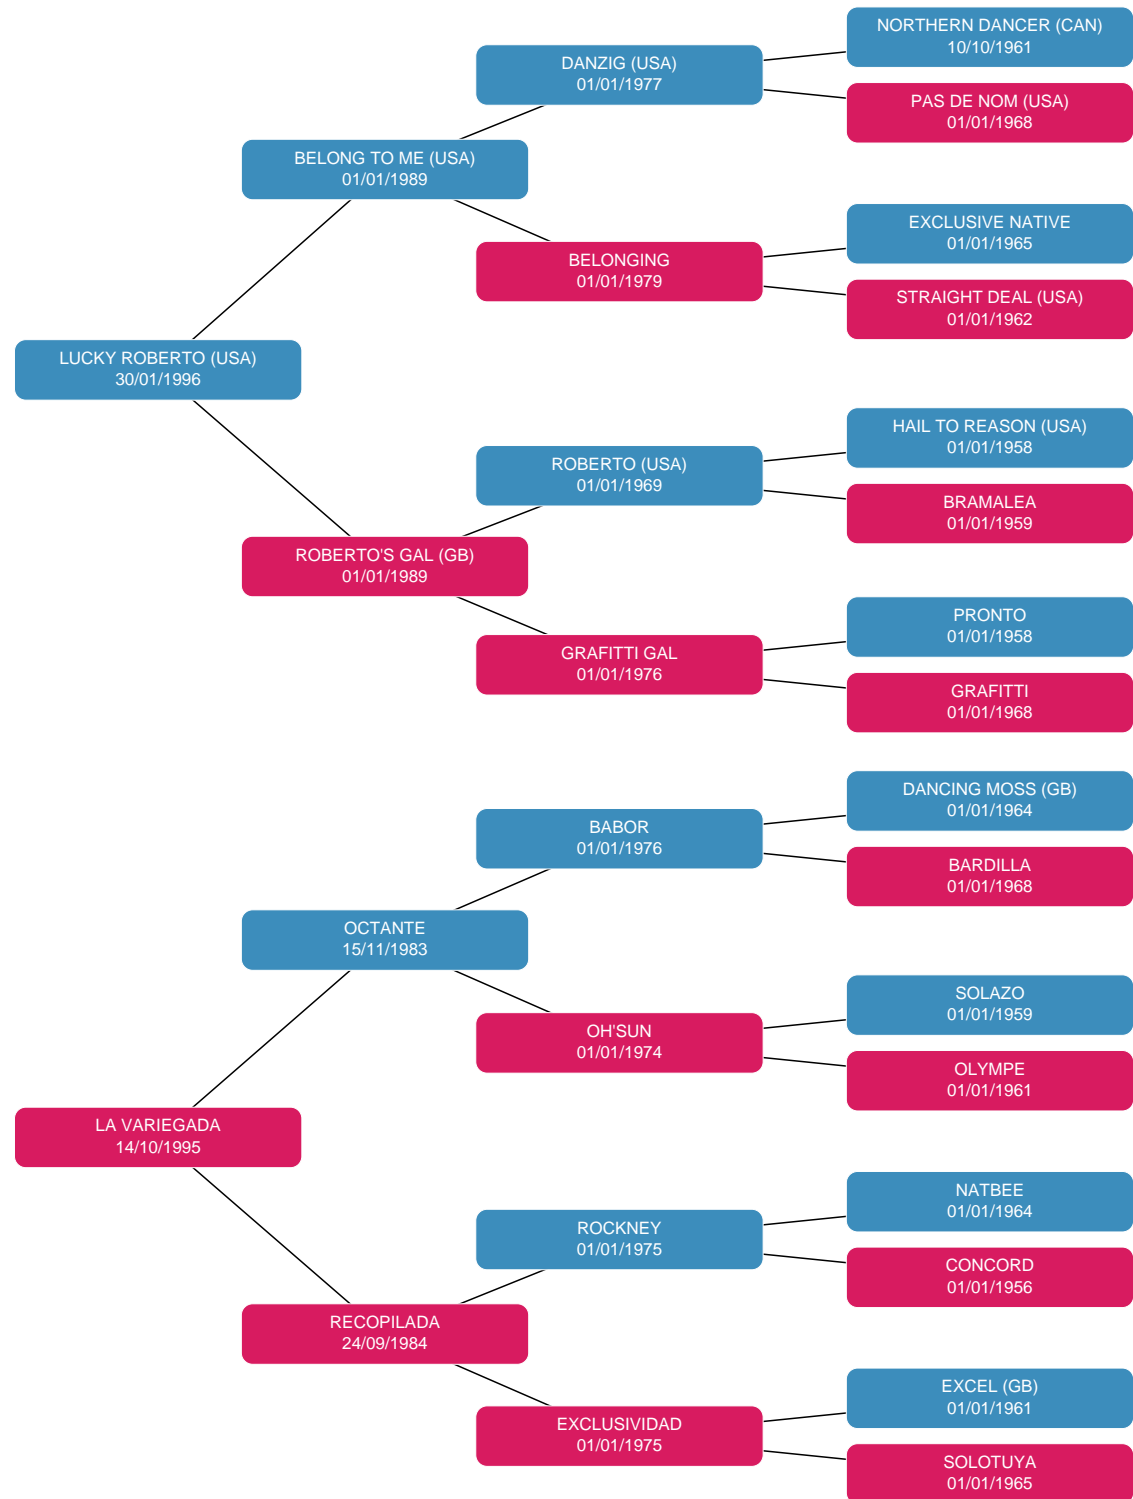 NORTHERN DANCER (CAN)
10/10/1961
DANZIG (USA)
01/01/1977
PAS DE NOM (USA)
01/01/1968
BELONG TO ME (USA)
01/01/1989
EXCLUSIVE NATIVE
01/01/1965
BELONGING
01/01/1979
STRAIGHT DEAL (USA)
01/01/1962
LUCKY ROBERTO (USA)
30/01/1996
HAIL TO REASON (USA)
01/01/1958
ROBERTO (USA)
01/01/1969
BRAMALEA
01/01/1959
ROBERTO'S GAL (GB)
01/01/1989
PRONTO
01/01/1958
GRAFITTI GAL
01/01/1976
GRAFITTI
01/01/1968
DANCING MOSS (GB)
01/01/1964
BABOR
01/01/1976
BARDILLA
01/01/1968
OCTANTE
15/11/1983
SOLAZO
01/01/1959
OH'SUN
01/01/1974
OLYMPE
01/01/1961
LA VARIEGADA
14/10/1995
NATBEE
01/01/1964
ROCKNEY
01/01/1975
CONCORD
01/01/1956
RECOPILADA
24/09/1984
EXCEL (GB)
01/01/1961
EXCLUSIVIDAD
01/01/1975
SOLOTUYA
01/01/1965